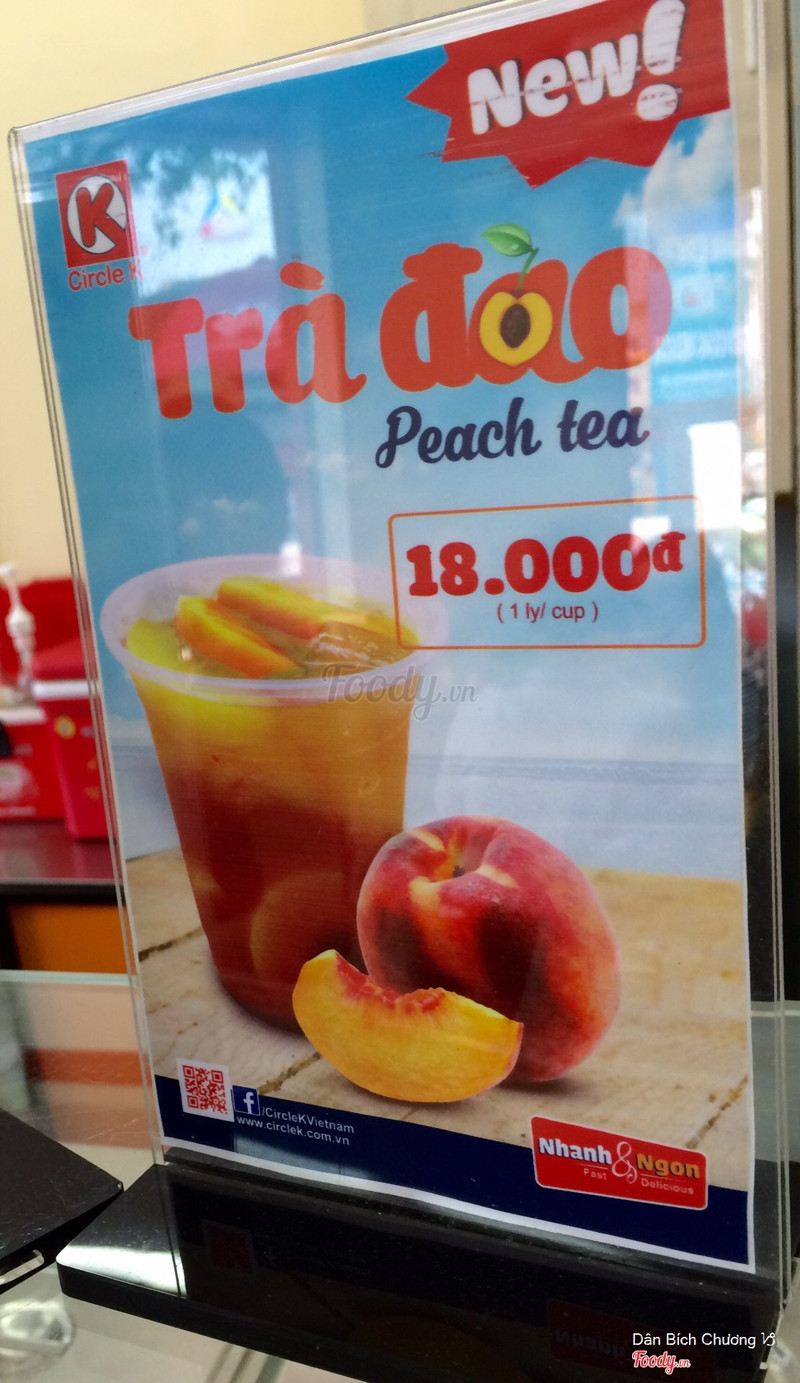 New!
K
Circle K
Trà đào
Peach tea
18.000đ
( 1 ly/ cup )
Foody.vn
f /CircleKVietnam
www.circlek.com.vn
Nhanh & Ngon
Fast Delicious
Dân Bích Chương
Foody.vn